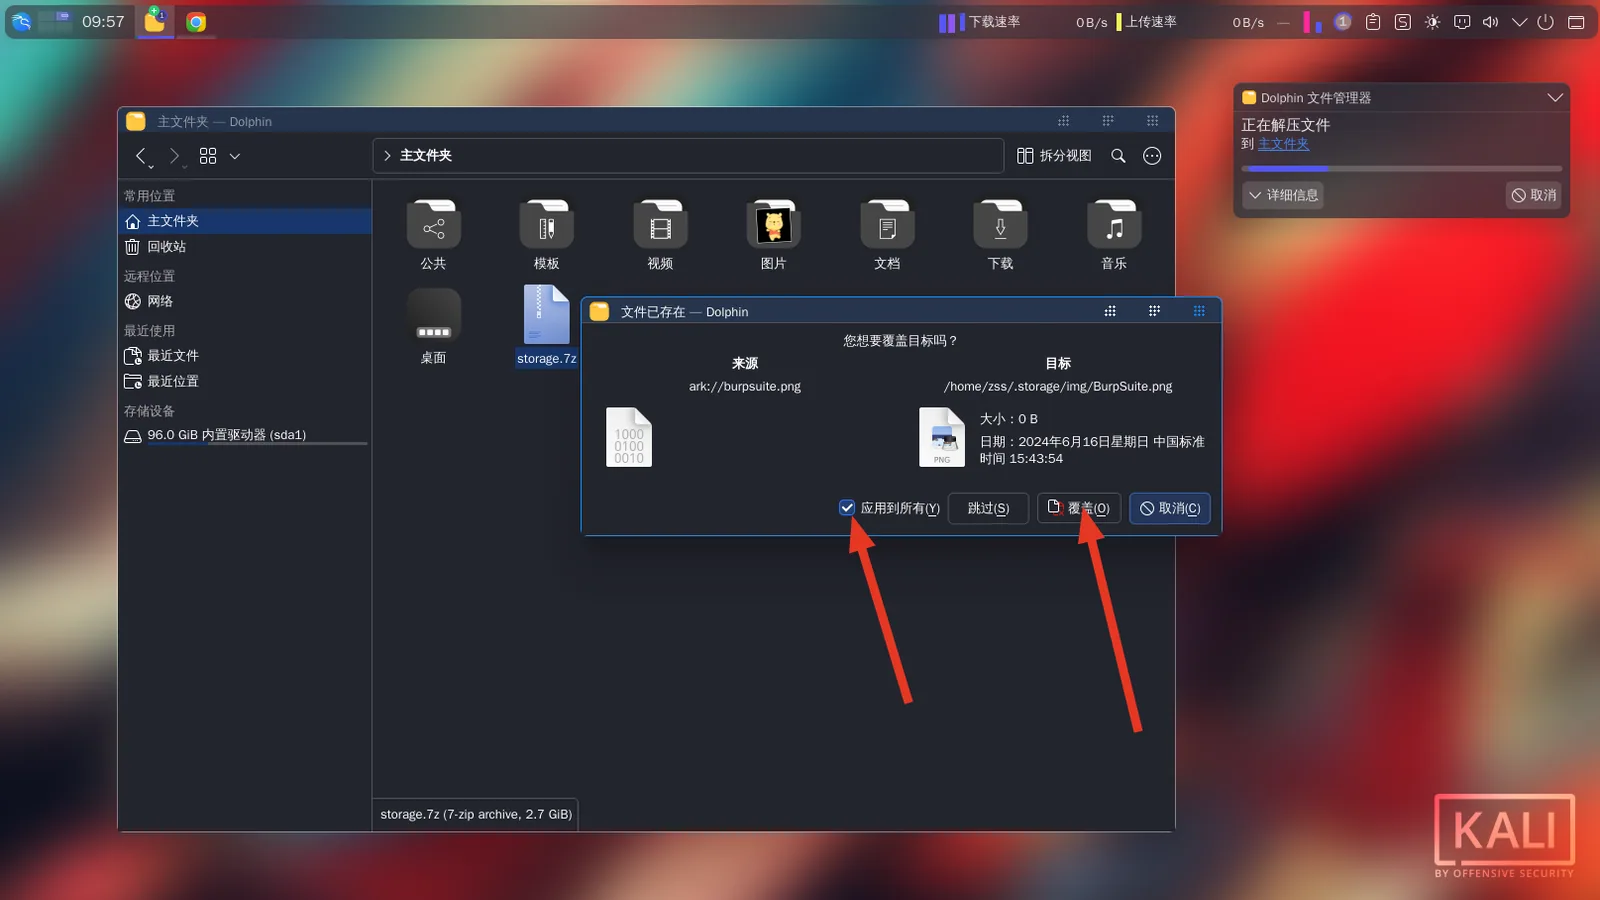 09:57
1
下载速率
0 B/s
上传速率
0 B/s
1
主文件夹 — Dolphin
主文件夹
拆分视图
常用位置
主文件夹
回收站
远程位置
网络
最近使用
最近文件
最近位置
存储设备
96.0 GiB 内置驱动器 (sda1)
公共
模板
视频
图片
文档
下载
音乐
桌面
storage.7z
文件已存在 — Dolphin
您想要覆盖目标吗？
来源
目标
ark://burpsuite.png
/home/zss/.storage/img/BurpSuite.png
1000
0100
0010
PNG
大小：0 B
日期：2024年6月16日星期日 中国标准
时间 15:43:54
应用到所有(Y)
跳过(S)
覆盖(O)
取消(C)
storage.7z (7-zip archive, 2.7 GiB)
Dolphin 文件管理器
正在解压文件
到 主文件夹
详细信息
取消
KALI
BY OFFENSIVE SECURITY